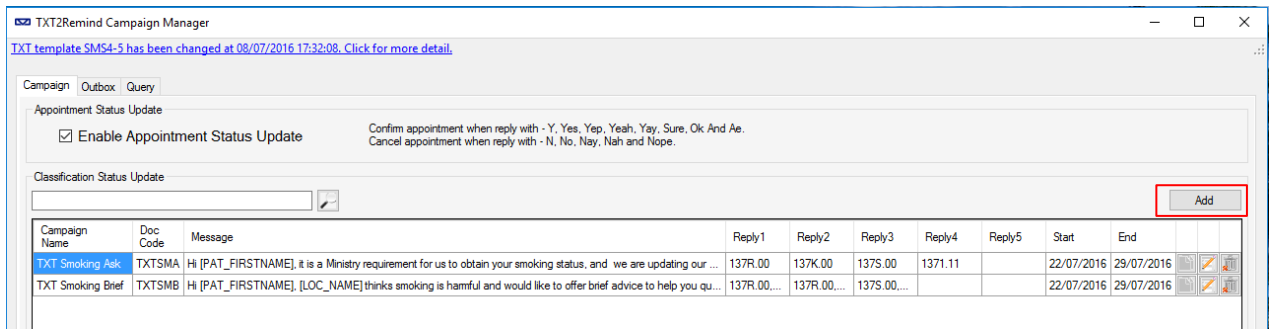 TXT2Remind Campaign Manager
TXT template SMS4-5 has been changed at 08/07/2016 17:32:08. Click for more detail.
Campaign Outbox Query
Appointment Status Update
Enable Appointment Status Update
Confirm appointment when reply with - Y, Yes, Yep, Yeah, Yay, Sure, Ok And Ae.
Cancel appointment when reply with - N, No, Nay, Nah and Nope.
Classification Status Update
Add
Campaign Name Doc Code Message Reply1 Reply2 Reply3 Reply4 Reply5 Start End
TXT Smoking Ask TXTSMA Hi [PAT_FIRSTNAME], it is a Ministry requirement for us to obtain your smoking status, and we are updating our ... 137R.00 137K.00 137S.00 1371.11 22/07/2016 29/07/2016
TXT Smoking Brief TXTSMB Hi [PAT_FIRSTNAME], [LOC_NAME] thinks smoking is harmful and would like to offer brief advice to help you qu... 137R.00,... 137R.00,... 137S.00,... 22/07/2016 29/07/2016